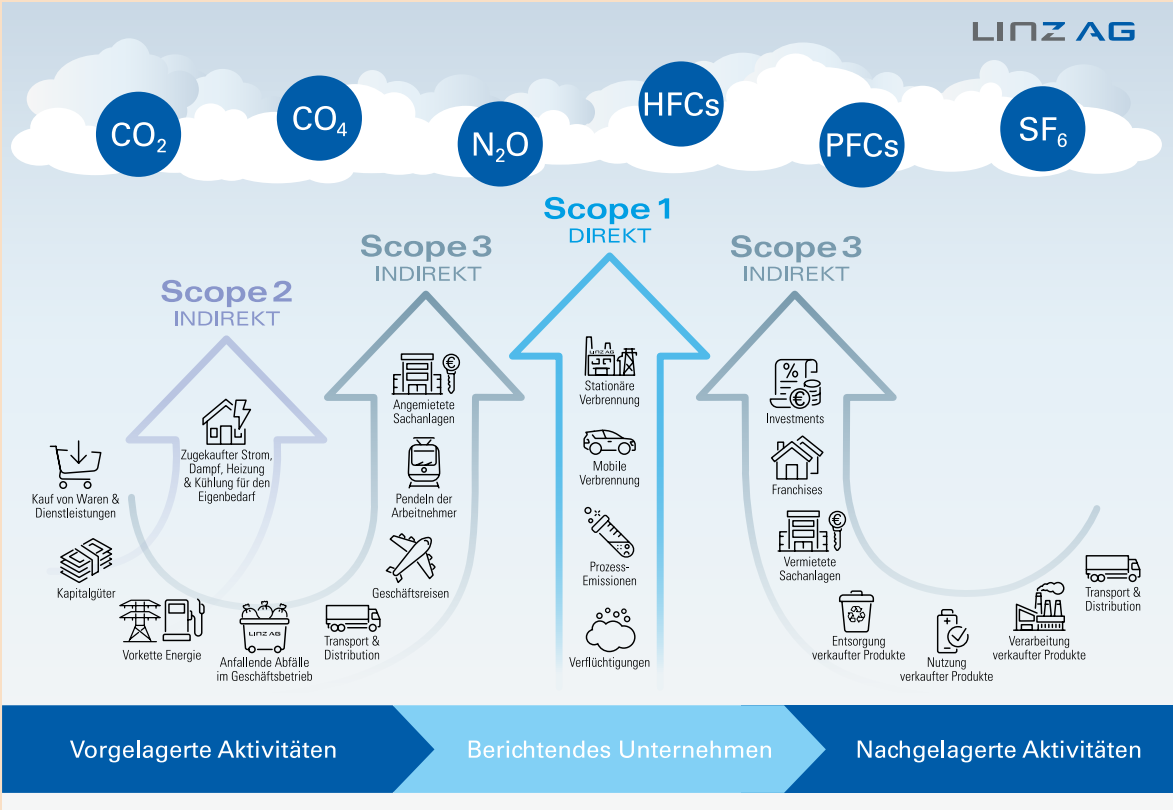 LINZ AG
CO₂
CO₄
N₂O
HFCs
PFCs
SF₆
Scope 2
INDIREKT
Zugekaufter Strom,
Dampf, Heizung
& Kühlung für den
Eigenbedarf
Scope 3
INDIREKT
Kauf von Waren &
Dienstleistungen
Kapitalgüter
Vorkette Energie
LINZ AG
Anfallende Abfälle
im Geschäftsbetrieb
Transport &
Distribution
Geschäftsreisen
Pendeln der
Arbeitnehmer
€
Angemietete
Sachanlagen
Scope 1
DIREKT
LINZ AG
Stationäre
Verbrennung
Mobile
Verbrennung
Prozess-
Emissionen
Verflüchtigungen
Scope 3
INDIREKT
%
€
Investments
Franchises
€
Vermietete
Sachanlagen
Entsorgung
verkaufter Produkte
Nutzung
verkaufter Produkte
Verarbeitung
verkaufter Produkte
Transport &
Distribution
Vorgelagerte Aktivitäten
Berichtendes Unternehmen
Nachgelagerte Aktivitäten